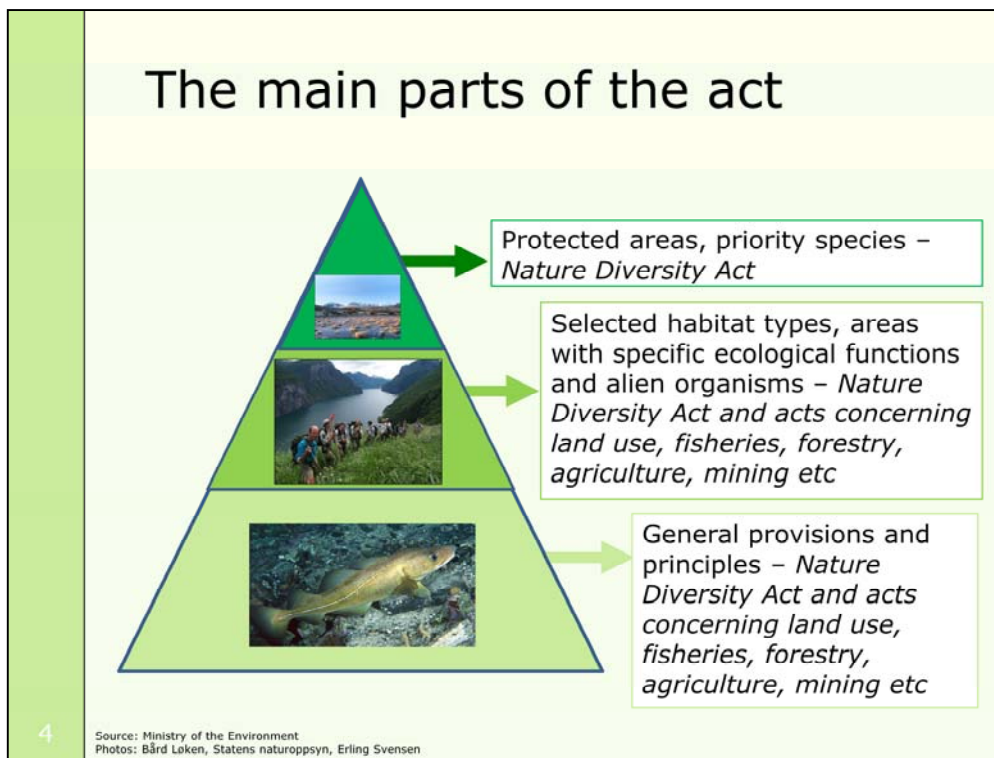 The main parts of the act
Protected areas, priority species –
Nature Diversity Act
Selected habitat types, areas
with specific ecological functions
and alien organisms – Nature
Diversity Act and acts concerning
land use, fisheries, forestry,
agriculture, mining etc
General provisions and
principles – Nature
Diversity Act and acts
concerning land use,
fisheries, forestry,
agriculture, mining etc
4
Source: Ministry of the Environment
Photos: Bård Løken, Statens naturoppsyn, Erling Svensen